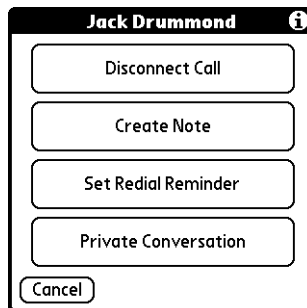 Jack Drummond
Disconnect Call
Create Note
Set Redial Reminder
Private Conversation
Cancel